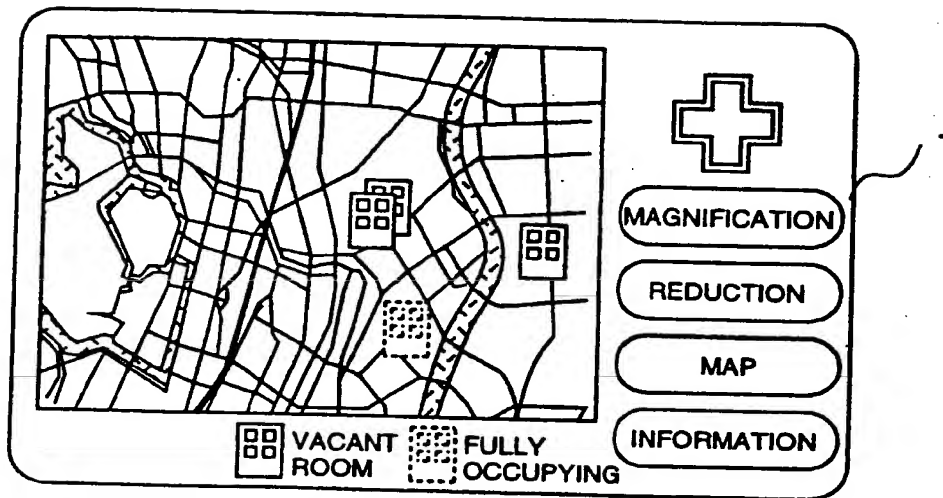 MAGNIFICATION
REDUCTION
MAP
INFORMATION
VACANT
ROOM
FULLY
OCCUPYING